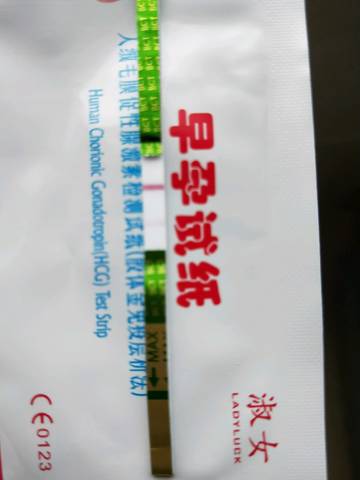 早孕试纸
人绒毛膜促性腺激素检测试纸(胶体金免疫层析法)
Human Chorionic Gonadotropin(HCG) Test Strip
淑女
LADYLUCK
CE0123
MAX